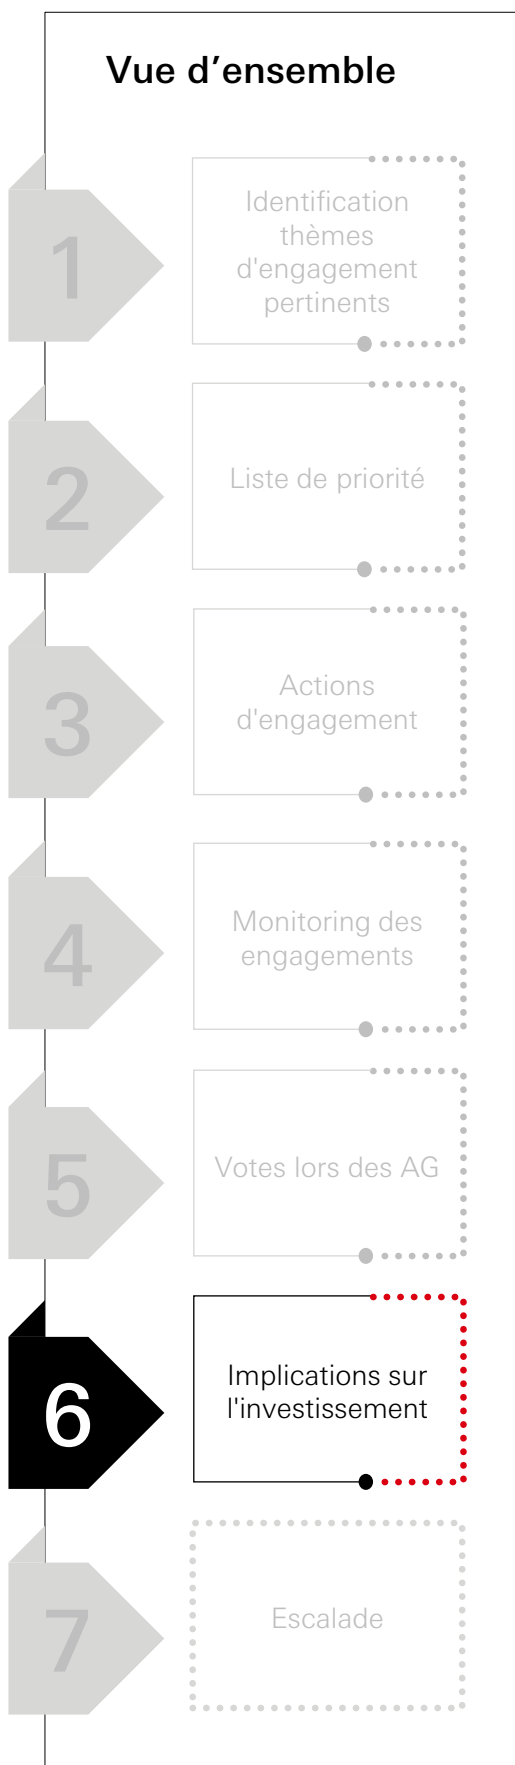 Vue d’ensemble
1
Identification
thèmes
d'engagement
pertinents
2
Liste de priorité
3
Actions
d'engagement
4
Monitoring des
engagements
5
Votes lors des AG
6
Implications sur
l'investissement
7
Escalade